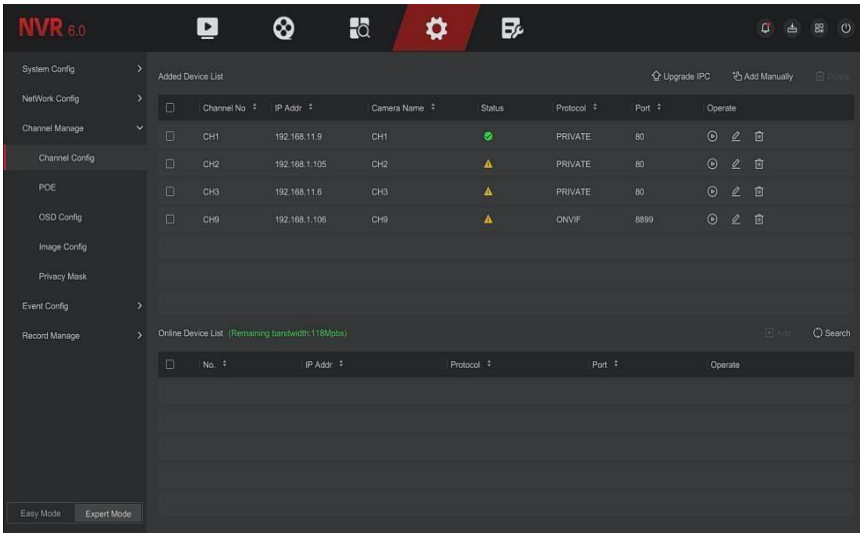 NVR 6.0
System Config
NetWork Config
Channel Manage
Channel Config
POE
OSD Config
Image Config
Privacy Mask
Event Config
Record Manage
Easy Mode Expert Mode
Added Device List Upgrade IPC Add Manually Delete
Channel No IP Addr Camera Name Status Protocol Port Operate
CH1 192.168.11.9 CH1 PRIVATE 80
CH2 192.168.1.105 CH2 PRIVATE 80
CH3 192.168.11.6 CH3 PRIVATE 80
CH9 192.168.1.106 CH9 ONVIF 8899
Online Device List (Remaining bandwidth:118Mpbs) Add Search
No. IP Addr Protocol Port Operate